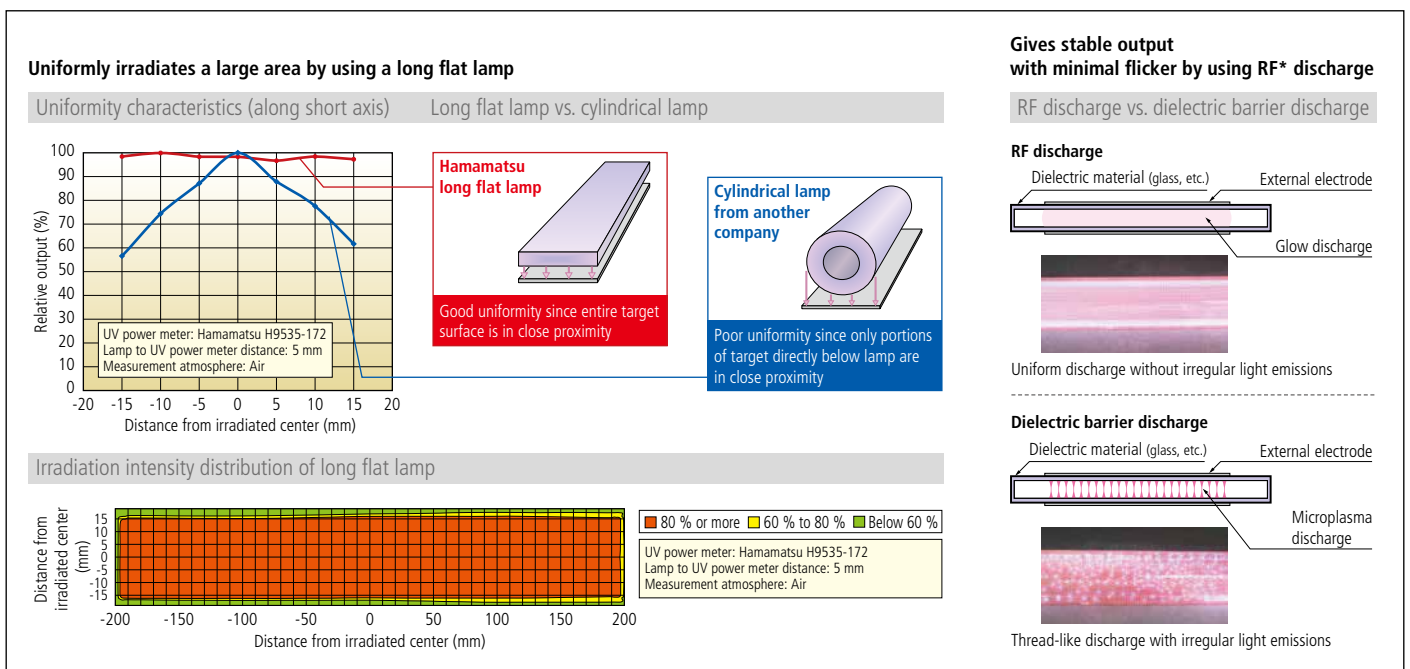 Uniformly irradiates a large area by using a long flat lamp
Uniformity characteristics (along short axis)
Long flat lamp vs. cylindrical lamp
Relative output (%)
100
90
80
70
60
50
40
30
20
10
0
-20 -15 -10 -5 0 5 10 15 20
Distance from irradiated center (mm)
UV power meter: Hamamatsu H9535-172
Lamp to UV power meter distance: 5 mm
Measurement atmosphere: Air
Hamamatsu
long flat lamp
Good uniformity since entire target
surface is in close proximity
Cylindrical lamp
from another
company
Poor uniformity since only portions
of target directly below lamp are
in close proximity
Irradiation intensity distribution of long flat lamp
Distance from
irradiated center
(mm)
15
10
5
0
-5
-10
-15
-200 -150 -100 -50 0 50 100 150 200
Distance from irradiated center (mm)
80 % or more 60 % to 80 % Below 60 %
UV power meter: Hamamatsu H9535-172
Lamp to UV power meter distance: 5 mm
Measurement atmosphere: Air
Gives stable output
with minimal flicker by using RF* discharge
RF discharge vs. dielectric barrier discharge
RF discharge
Dielectric material (glass, etc.) External electrode
Glow discharge
Uniform discharge without irregular light emissions
Dielectric barrier discharge
Dielectric material (glass, etc.) External electrode
Microplasma
discharge
Thread-like discharge with irregular light emissions